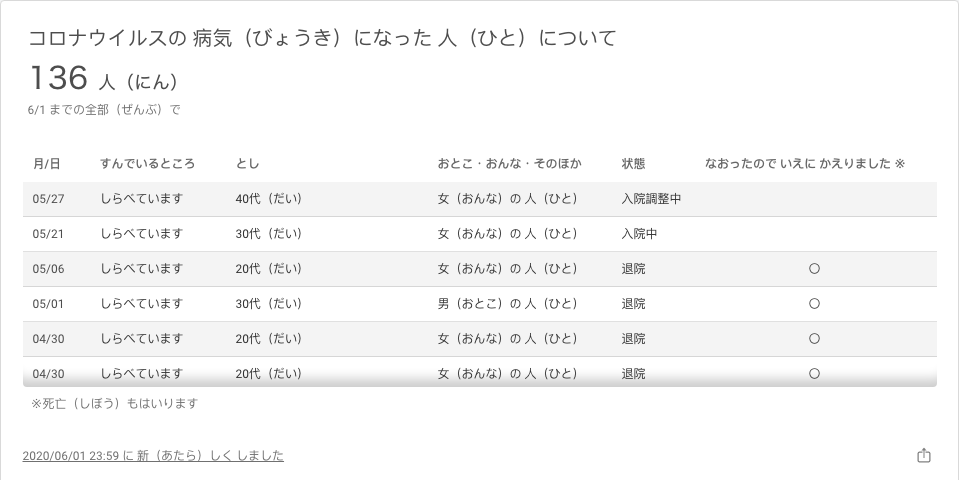 コロナウイルスの 病気（びょうき）になった 人（ひと）について
136 人（にん）
6/1 までの全部（ぜんぶ）で
月/日 すんでいるところ とし おとこ・おんな・そのほか 状態 なおったので いえに かえりました ※
05/27 しらべています 40代（だい） 女（おんな）の 人（ひと） 入院調整中
05/21 しらべています 30代（だい） 女（おんな）の 人（ひと） 入院中
05/06 しらべています 20代（だい） 女（おんな）の 人（ひと） 退院 ○
05/01 しらべています 30代（だい） 男（おとこ）の 人（ひと） 退院 ○
04/30 しらべています 20代（だい） 女（おんな）の 人（ひと） 退院 ○
04/30 しらべています 20代（だい） 女（おんな）の 人（ひと） 退院 ○
※死亡（しぼう）もはいります
2020/06/01 23:59 に 新（あたら）しく しました